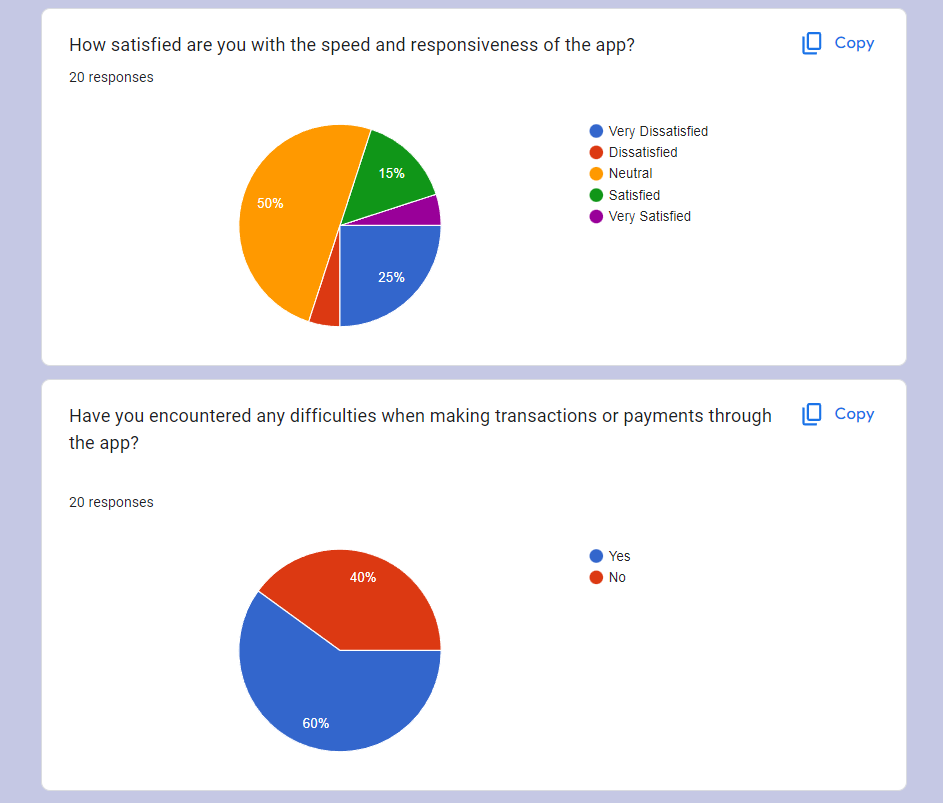 How satisfied are you with the speed and responsiveness of the app?
Copy
20 responses
Very Dissatisfied
Dissatisfied
Neutral
Satisfied
Very Satisfied
15%
50%
25%
Have you encountered any difficulties when making transactions or payments through
the app?
Copy
20 responses
Yes
No
40%
60%